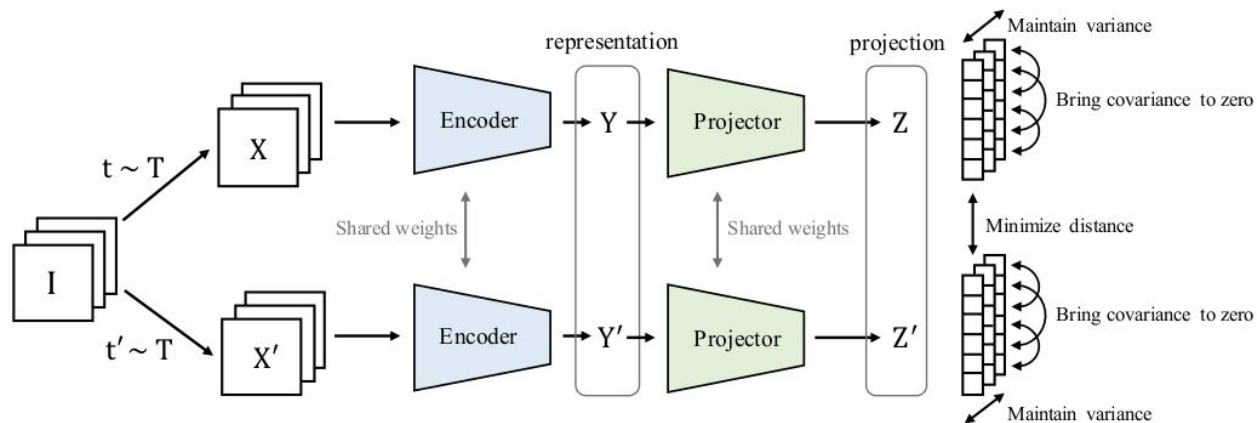 Maintain variance
representation
projection
X
Encoder
Y
Projector
Z
Bring covariance to zero
t ~ T
Shared weights
Shared weights
Minimize distance
I
t′ ~ T
X′
Encoder
Y′
Projector
Z′
Bring covariance to zero
Maintain variance